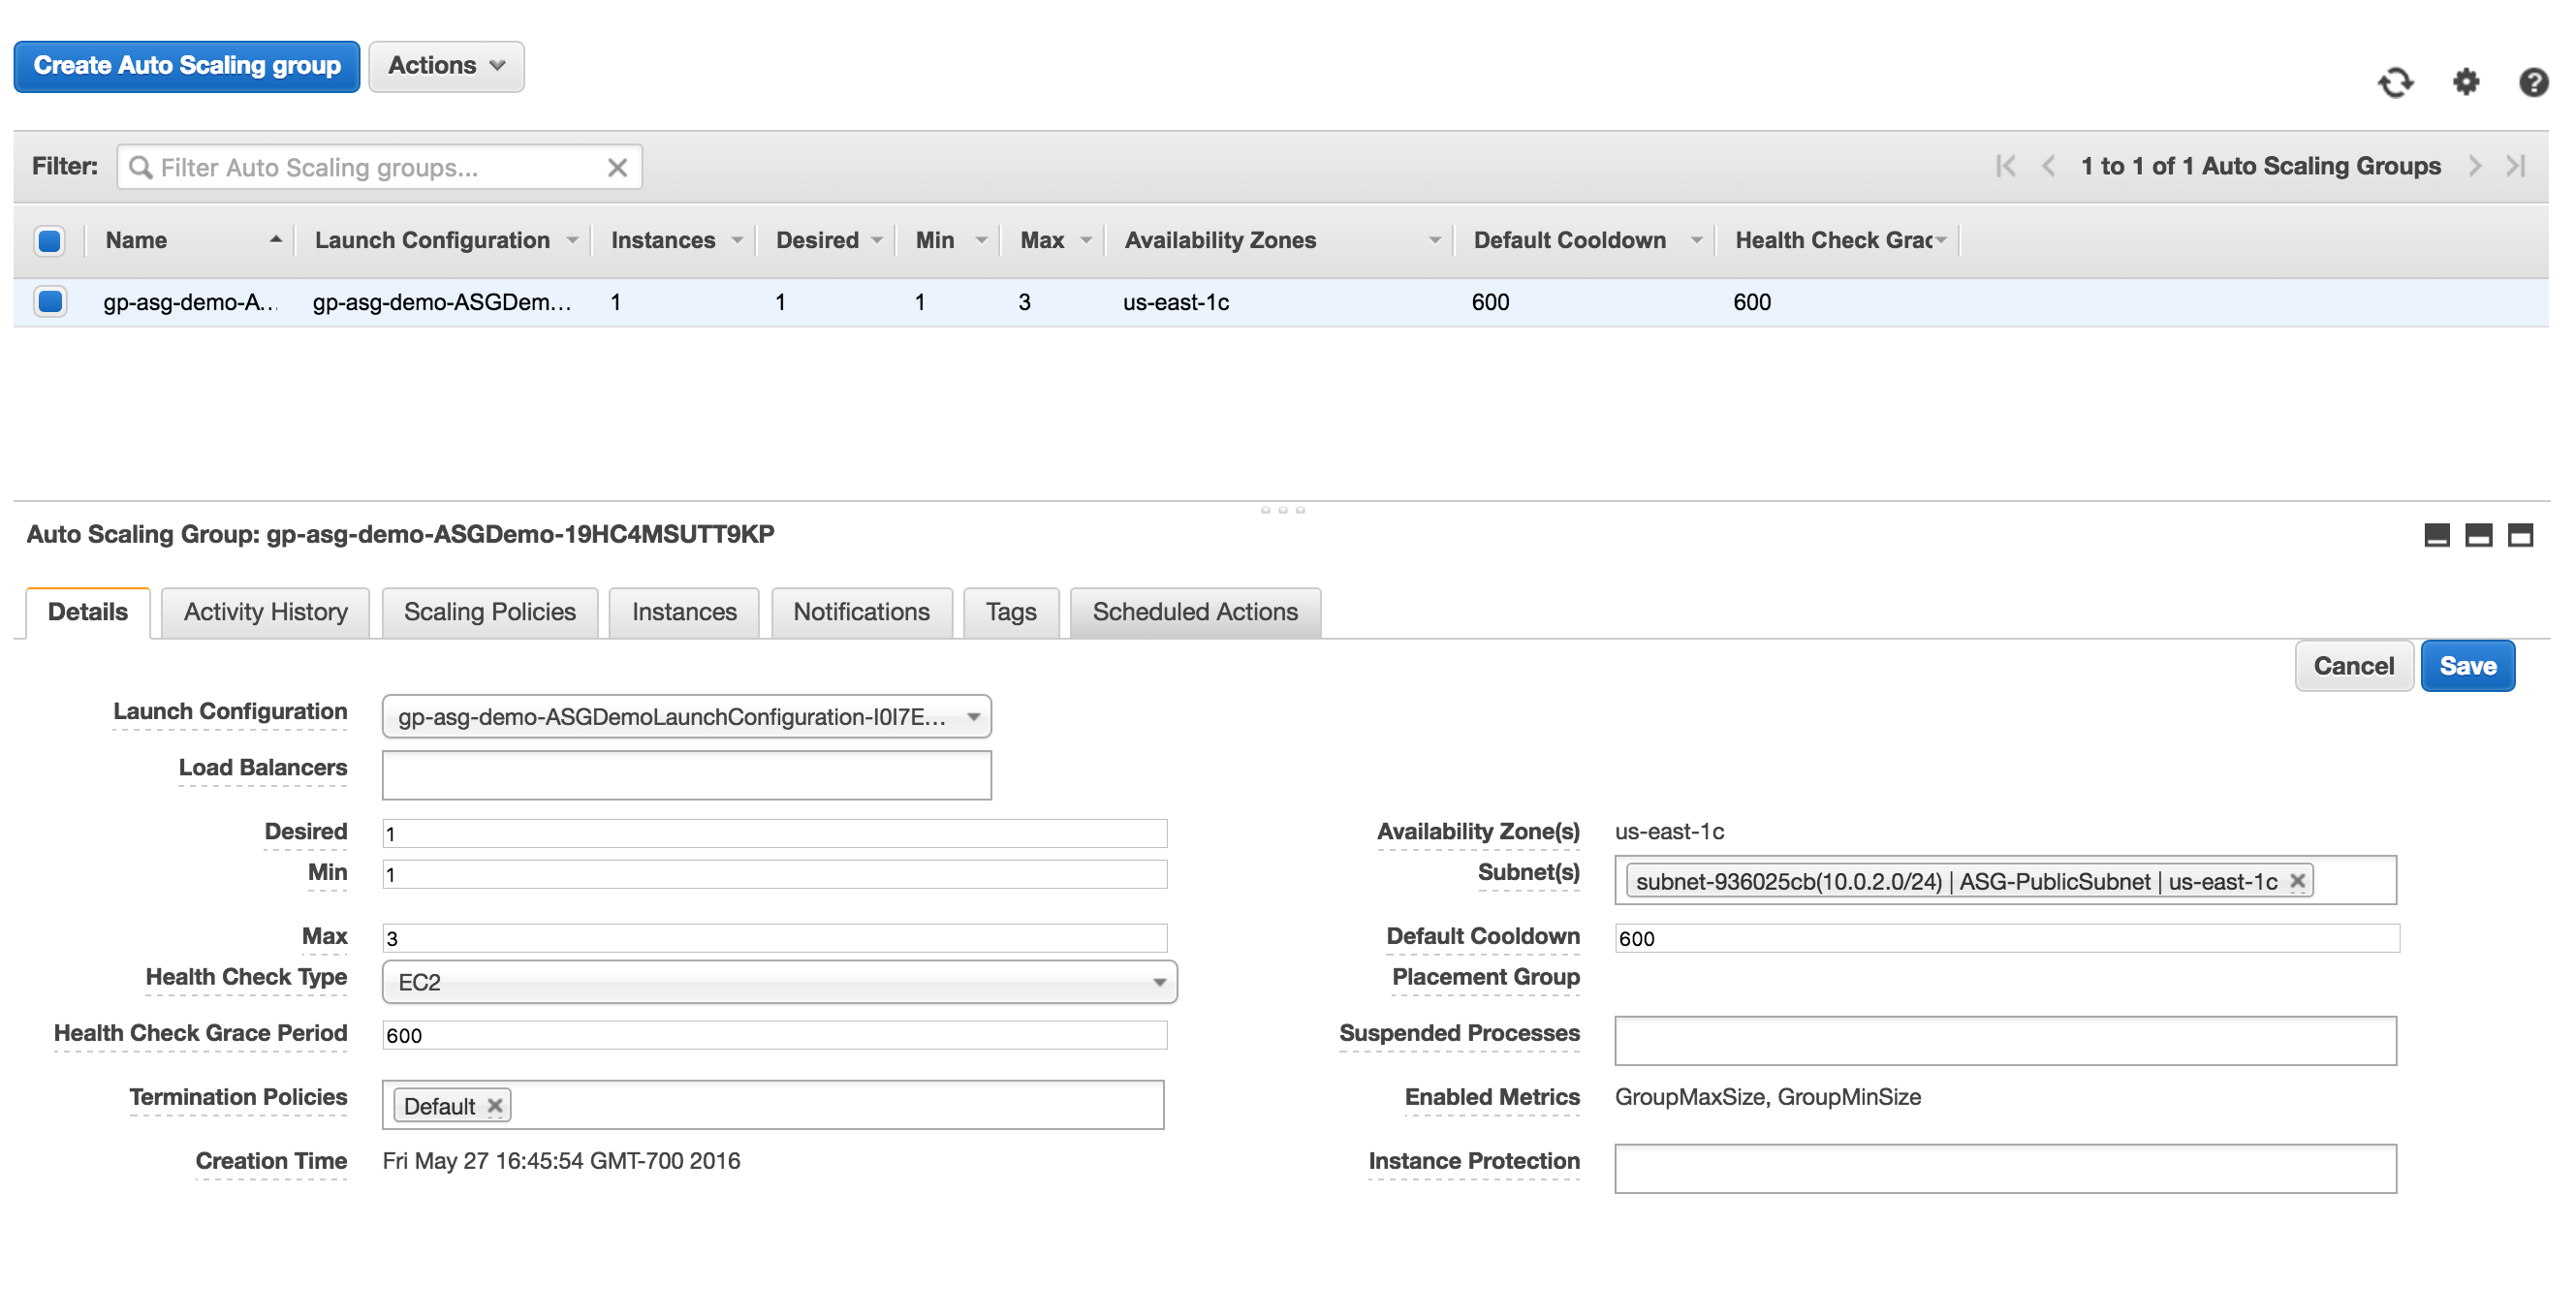 Create Auto Scaling group Actions
Filter: Filter Auto Scaling groups... 1 to 1 of 1 Auto Scaling Groups
Name Launch Configuration Instances Desired Min Max Availability Zones Default Cooldown Health Check Grac
gp-asg-demo-A... gp-asg-demo-ASGDem... 1 1 1 3 us-east-1c 600 600
Auto Scaling Group: gp-asg-demo-ASGDemo-19HC4MSUTT9KP
Details Activity History Scaling Policies Instances Notifications Tags Scheduled Actions
Cancel Save
Launch Configuration gp-asg-demo-ASGDemoLaunchConfiguration-I0I7E...
Load Balancers
Desired 1 Availability Zone(s) us-east-1c
Min 1 Subnet(s) subnet-936025cb(10.0.2.0/24) | ASG-PublicSubnet | us-east-1c
Max 3 Default Cooldown 600
Health Check Type EC2 Placement Group
Health Check Grace Period 600 Suspended Processes
Termination Policies Default Enabled Metrics GroupMaxSize, GroupMinSize
Creation Time Fri May 27 16:45:54 GMT-700 2016 Instance Protection